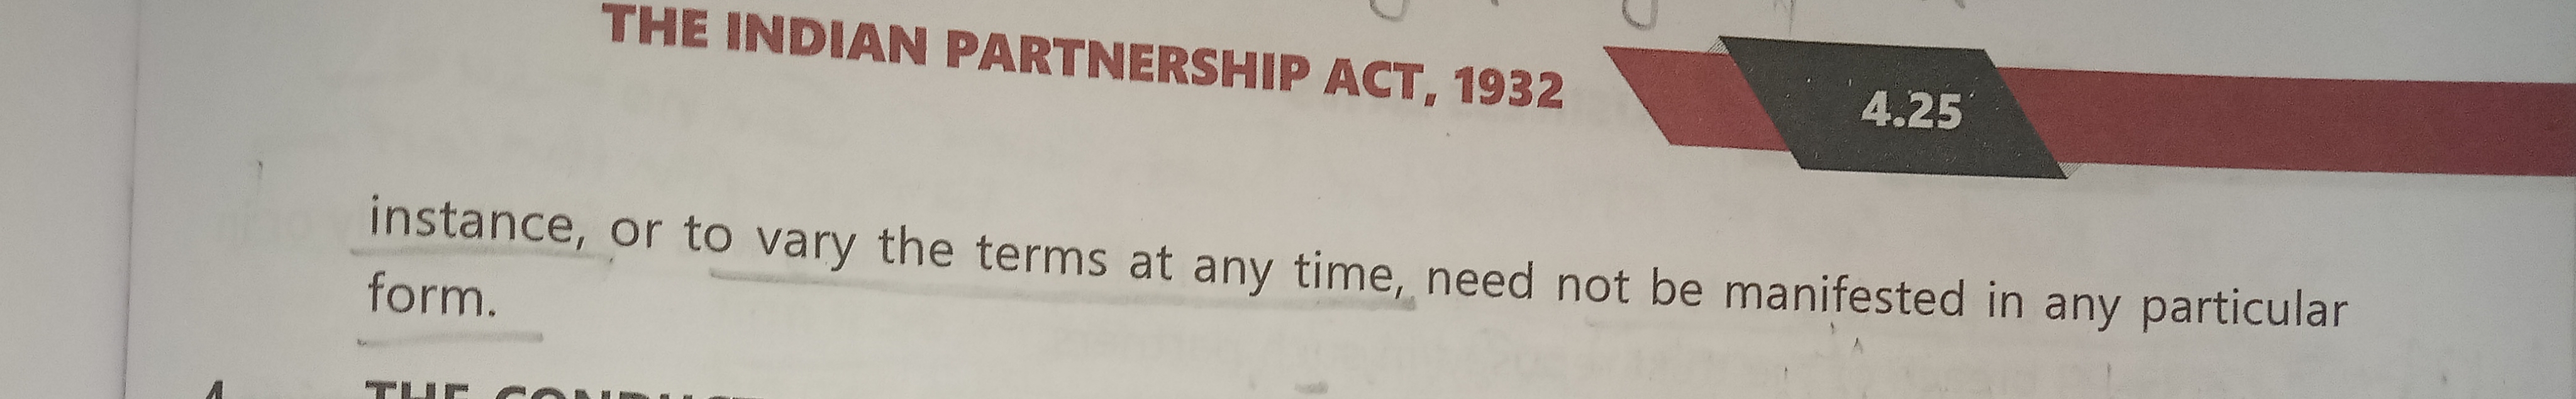 THE INDIAN PARTNERSHIP ACT, 1932
4.25
instance, or to vary the terms at any time, need not be manifested in any particular
form.
THE